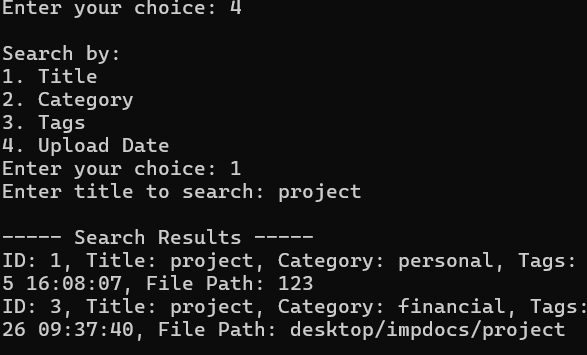 Enter your choice: 4
Search by:
1. Title
2. Category
3. Tags
4. Upload Date
Enter your choice: 1
Enter title to search: project
----- Search Results -----
ID: 1, Title: project, Category: personal, Tags:
5 16:08:07, File Path: 123
ID: 3, Title: project, Category: financial, Tags:
26 09:37:40, File Path: desktop/impdocs/project